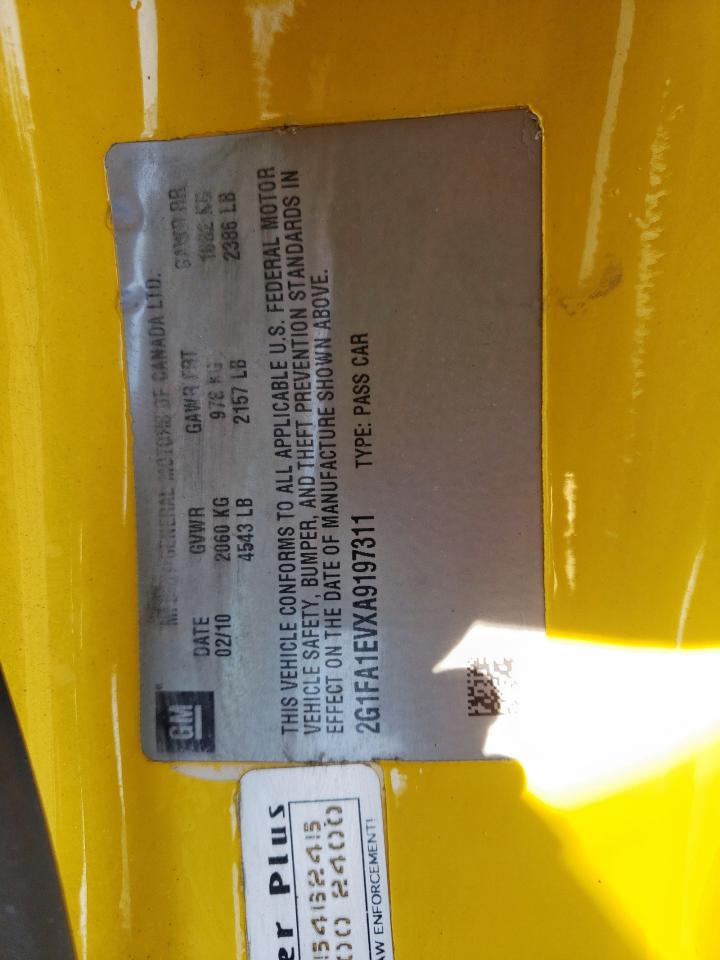 GM
GENERAL MOTORS OF CANADA LTD.
DATE GVWR GAWR FRT GAWR RR
02/10 2060 KG 978 KG 1082 KG
4543 LB 2157 LB 2386 LB
THIS VEHICLE CONFORMS TO ALL APPLICABLE U.S. FEDERAL MOTOR
VEHICLE SAFETY, BUMPER, AND THEFT PREVENTION STANDARDS IN
EFFECT ON THE DATE OF MANUFACTURE SHOWN ABOVE.
2G1FA1EVXA9197311 TYPE: PASS CAR
er Plus
5453245
00 2400
AW ENFORCEMENT!